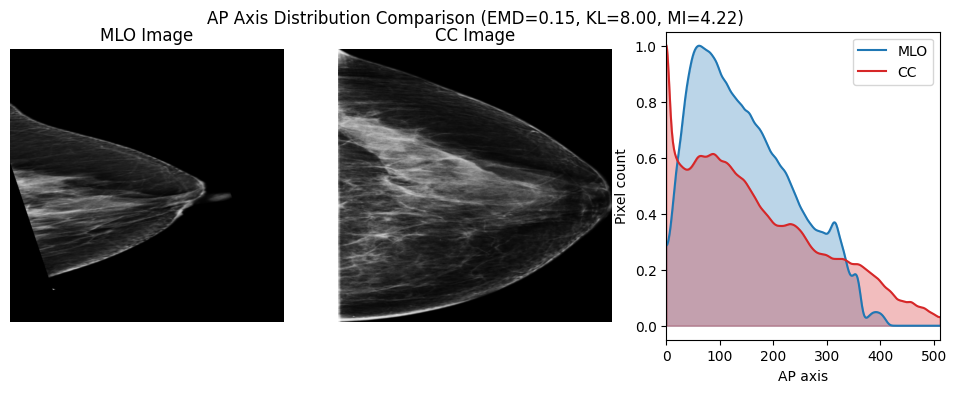 AP Axis Distribution Comparison (EMD=0.15, KL=8.00, MI=4.22)
MLO Image
CC Image
MLO
CC
Pixel count
1.0
0.8
0.6
0.4
0.2
0.0
0 100 200 300 400 500
AP axis